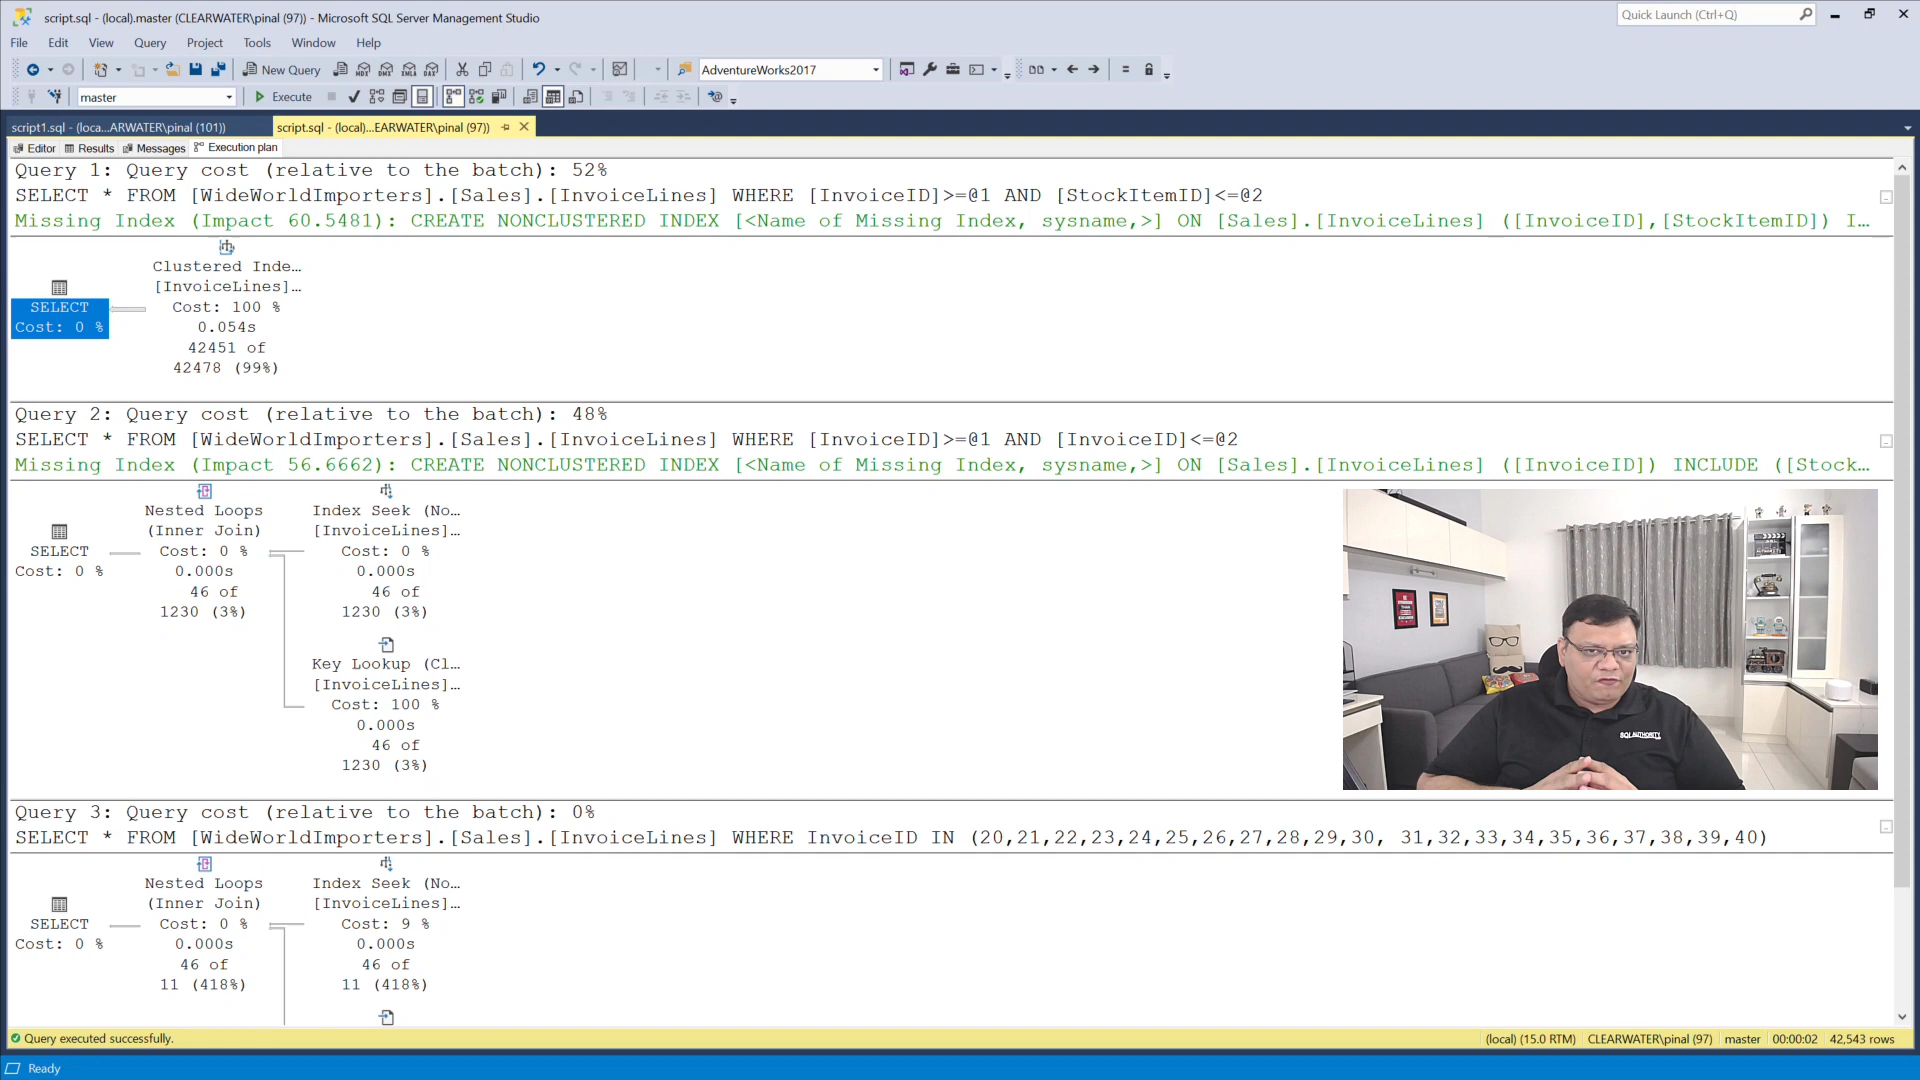 script.sql - (local).master (CLEARWATER\pinal (97)) - Microsoft SQL Server Management Studio
Quick Launch (Ctrl+Q)
File Edit View Query Project Tools Window Help
New Query
MDX DMX XMLA DAX
AdventureWorks2017
master
Execute
script1.sql - (loca...ARWATER\pinal (101))
script.sql - (local)...EARWATER\pinal (97))
Editor Results Messages Execution plan
Query 1: Query cost (relative to the batch): 52%
SELECT * FROM [WideWorldImporters].[Sales].[InvoiceLines] WHERE [InvoiceID]>=@1 AND [StockItemID]<=@2
Missing Index (Impact 60.5481): CREATE NONCLUSTERED INDEX [<Name of Missing Index, sysname,>] ON [Sales].[InvoiceLines] ([InvoiceID],[StockItemID]) I...
SELECT
Cost: 0 %
Clustered Inde...
[InvoiceLines]...
Cost: 100 %
0.054s
42451 of
42478 (99%)
Query 2: Query cost (relative to the batch): 48%
SELECT * FROM [WideWorldImporters].[Sales].[InvoiceLines] WHERE [InvoiceID]>=@1 AND [InvoiceID]<=@2
Missing Index (Impact 56.6662): CREATE NONCLUSTERED INDEX [<Name of Missing Index, sysname,>] ON [Sales].[InvoiceLines] ([InvoiceID]) INCLUDE ([Stock...
SELECT
Cost: 0 %
Nested Loops
(Inner Join)
Cost: 0 %
0.000s
46 of
1230 (3%)
Index Seek (No...
[InvoiceLines]...
Cost: 0 %
0.000s
46 of
1230 (3%)
Key Lookup (Cl...
[InvoiceLines]...
Cost: 100 %
0.000s
46 of
1230 (3%)
SQLAUTHORITY
Query 3: Query cost (relative to the batch): 0%
SELECT * FROM [WideWorldImporters].[Sales].[InvoiceLines] WHERE InvoiceID IN (20,21,22,23,24,25,26,27,28,29,30, 31,32,33,34,35,36,37,38,39,40)
SELECT
Cost: 0 %
Nested Loops
(Inner Join)
Cost: 0 %
0.000s
46 of
11 (418%)
Index Seek (No...
[InvoiceLines]...
Cost: 9 %
0.000s
46 of
11 (418%)
Query executed successfully.
(local) (15.0 RTM) CLEARWATER\pinal (97) master 00:00:02 42,543 rows
Ready